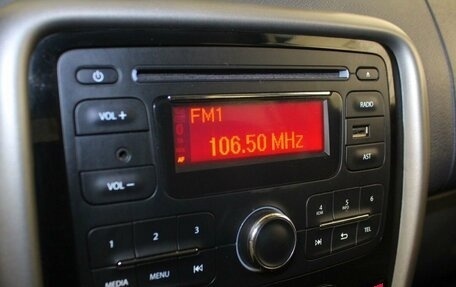 FM1
RADIO
VOL +
106.50 MHz
AST
VOL −
1 2 3
4 5 6
MEDIA MENU
TEL